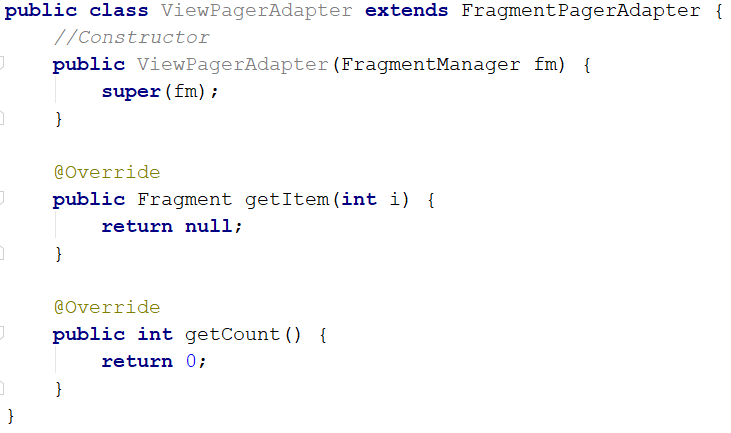 public class ViewPagerAdapter extends FragmentPagerAdapter {
    //Constructor
    public ViewPagerAdapter(FragmentManager fm) {
        super(fm);
    }

    @Override
    public Fragment getItem(int i) {
        return null;
    }

    @Override
    public int getCount() {
        return 0;
    }
}